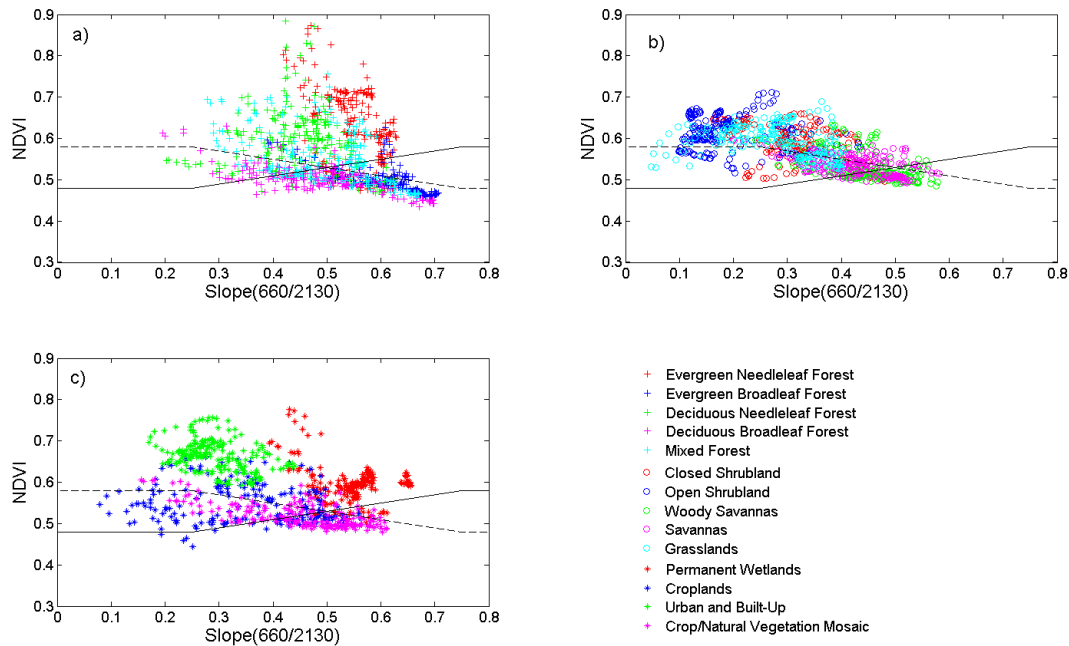 a)
0.9
0.8
0.7
0.6
0.5
0.4
0.3
NDVI
0 0.1 0.2 0.3 0.4 0.5 0.6 0.7 0.8
Slope(660/2130)
b)
0.9
0.8
0.7
0.6
0.5
0.4
0.3
NDVI
0 0.1 0.2 0.3 0.4 0.5 0.6 0.7 0.8
Slope(660/2130)
c)
0.9
0.8
0.7
0.6
0.5
0.4
0.3
NDVI
0 0.1 0.2 0.3 0.4 0.5 0.6 0.7 0.8
Slope(660/2130)
Evergreen Needleleaf Forest
Evergreen Broadleaf Forest
Deciduous Needleleaf Forest
Deciduous Broadleaf Forest
Mixed Forest
Closed Shrubland
Open Shrubland
Woody Savannas
Savannas
Grasslands
Permanent Wetlands
Croplands
Urban and Built-Up
Crop/Natural Vegetation Mosaic